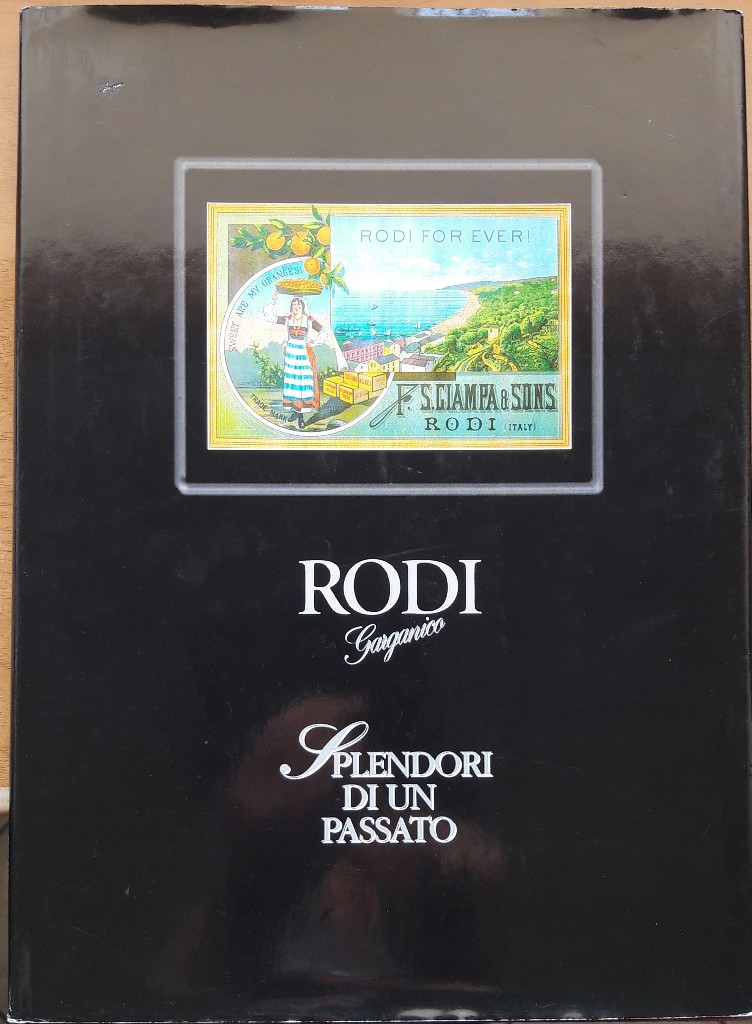 RODI FOR EVER!
SWEET ARE MY ORANGES!
TRADE MARK
F. S. CIAMPA & SONS
RODI (ITALY)
RODI
Garganico
SPLENDORI
DI UN
PASSATO